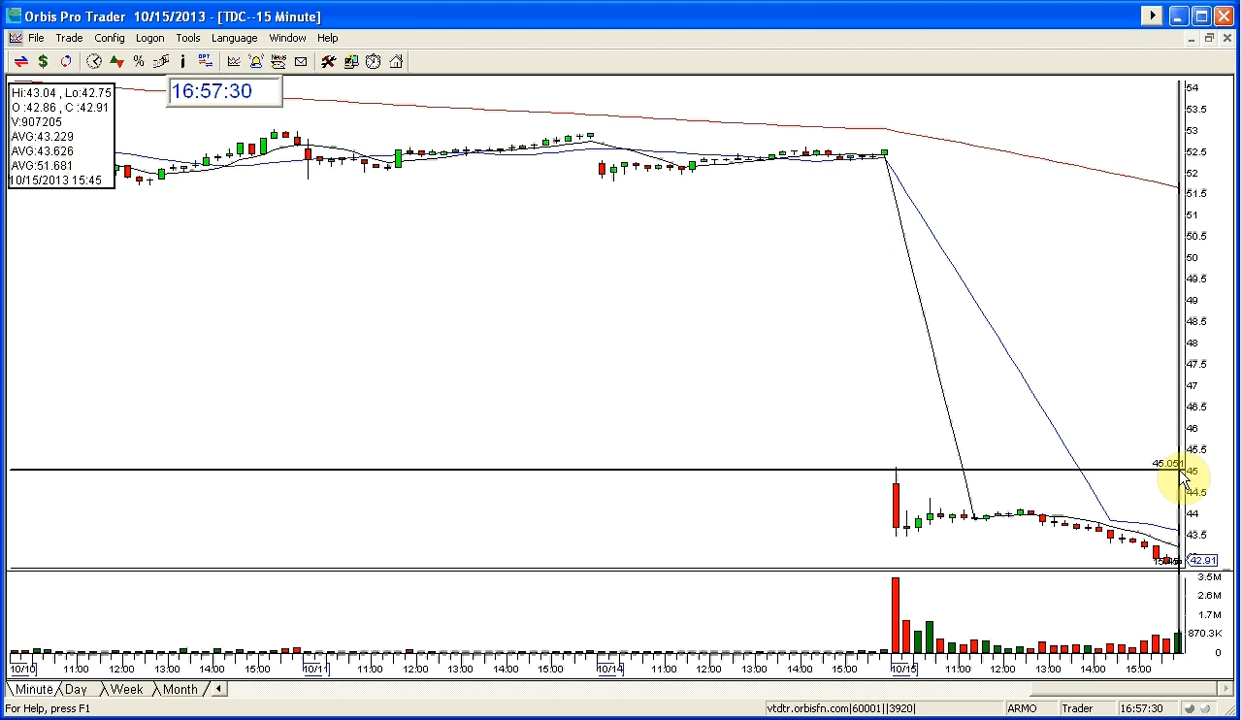 Orbis Pro Trader 10/15/2013 - [TDC--15 Minute]
File Trade Config Logon Tools Language Window Help
16:57:30
Hi:43.04 , Lo:42.75
O :42.86 , C :42.91
V:907205
AVG:43.229
AVG:43.626
AVG:51.681
10/15/2013 15:45
54
53.5
53
52.5
52
51.5
51
50.5
50
49.5
49
48.5
48
47.5
47
46.5
46
45.5
45.051
45
44.5
44
43.5
42.91
3.5M
2.6M
1.7M
870.3K
0
10/10 11:00 12:00 13:00 14:00 15:00 10/11 11:00 12:00 13:00 14:00 15:00 10/14 11:00 12:00 13:00 14:00 15:00 10/15 11:00 12:00 13:00 14:00 15:00
Minute Day Week Month
For Help, press F1 vtdtr.orbisfn.com|60001||3920| ARMO Trader 16:57:30